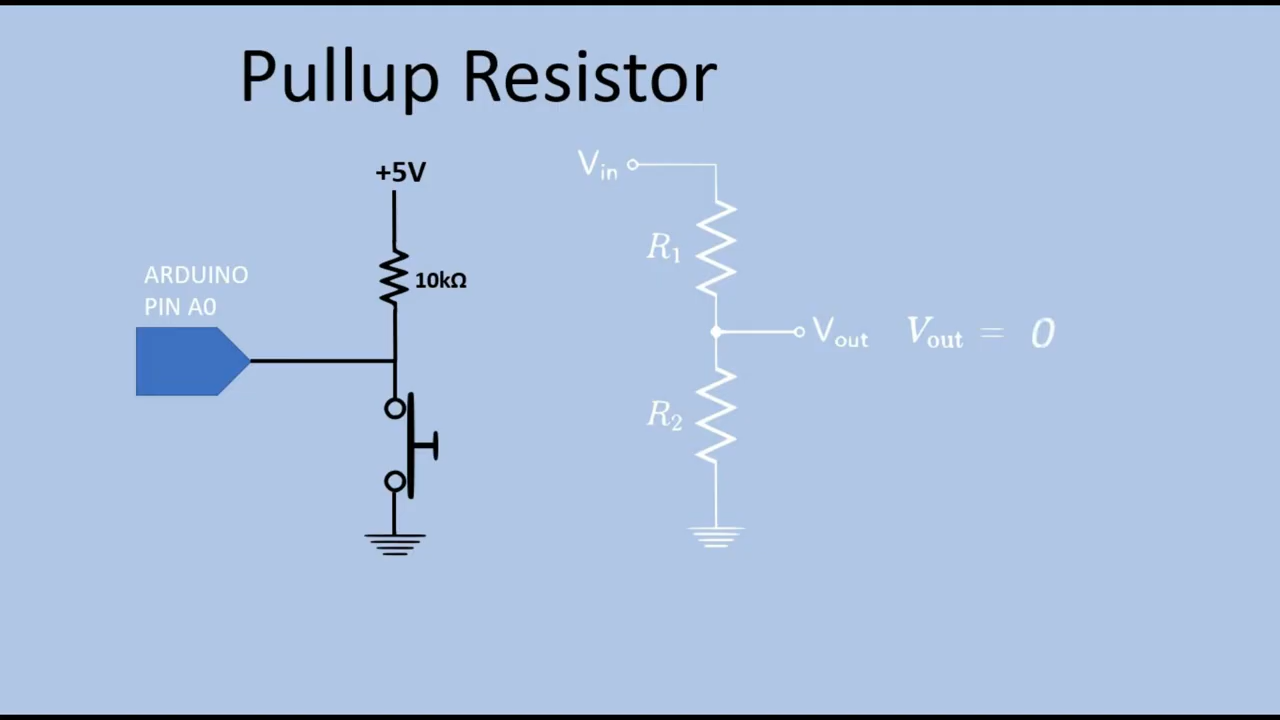 Pullup Resistor
+5V
10kΩ
ARDUINO
PIN A0
Vin
R1
Vout
Vout = 0
R2